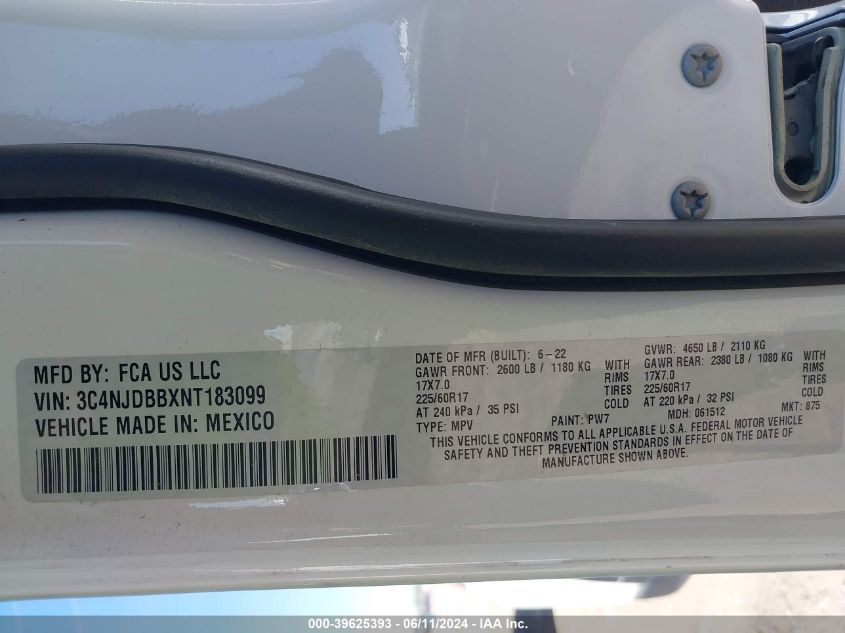 MFD BY: FCA US LLC
VIN: 3C4NJDBBXNT183099
VEHICLE MADE IN: MEXICO
DATE OF MFR (BUILT): 6-22
GVWR: 4650 LB / 2110 KG
GAWR FRONT: 2600 LB / 1180 KG WITH
GAWR REAR: 2380 LB / 1080 KG WITH
17X7.0 RIMS
17X7.0 RIMS
225/60R17 TIRES
225/60R17 TIRES
AT 240 kPa / 35 PSI COLD
AT 220 kPa / 32 PSI COLD
TYPE: MPV PAINT: PW7 MDH: 061512 MKT: 875
THIS VEHICLE CONFORMS TO ALL APPLICABLE U.S.A. FEDERAL MOTOR VEHICLE
SAFETY AND THEFT PREVENTION STANDARDS IN EFFECT ON THE DATE OF
MANUFACTURE SHOWN ABOVE.
000-39625393 - 06/11/2024 - IAA Inc.